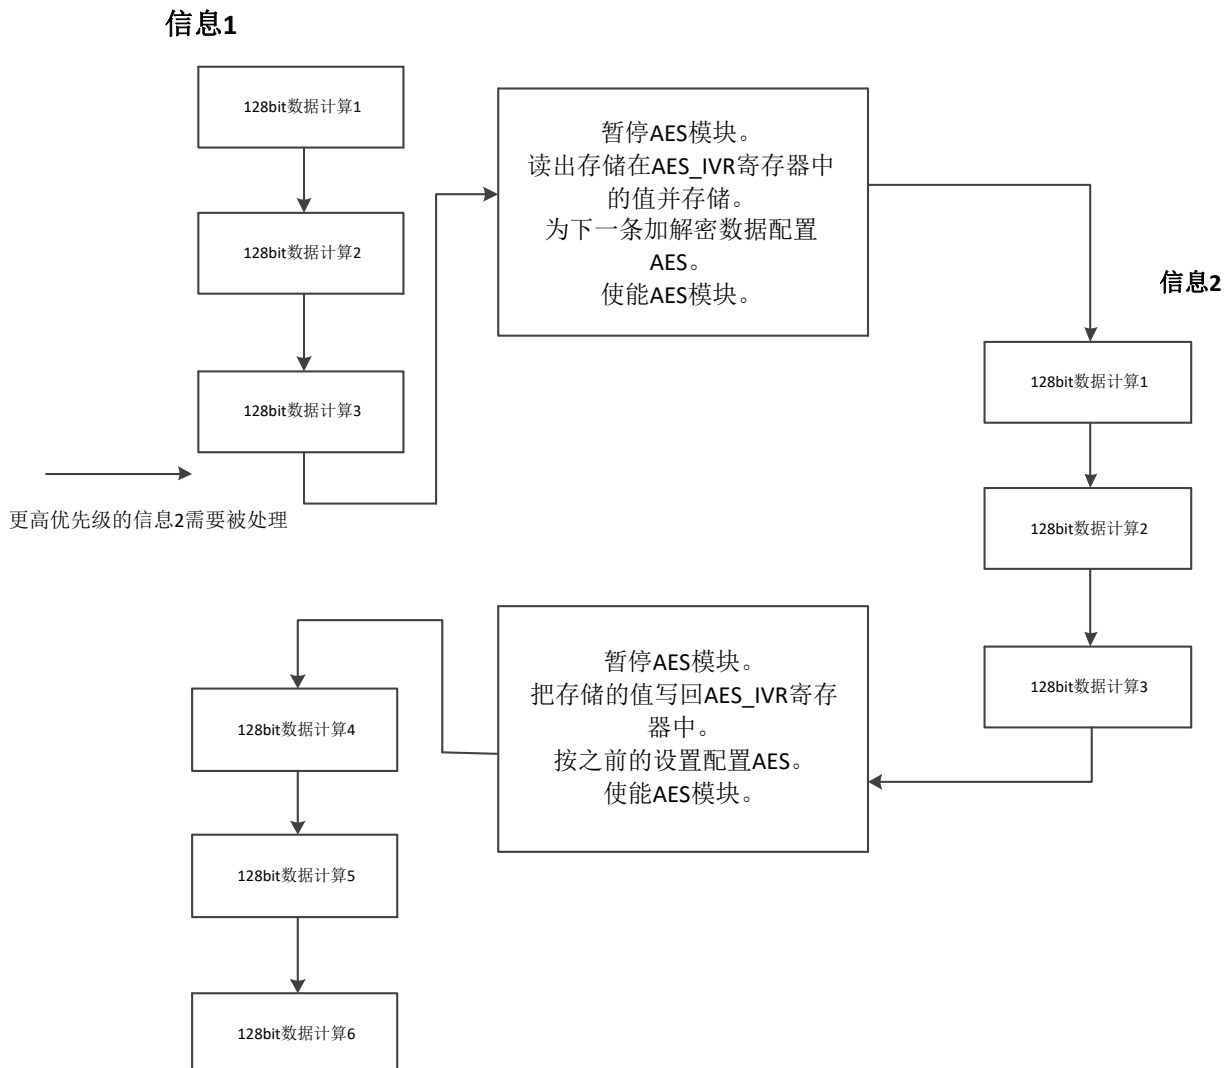 信息1
128bit数据计算1
128bit数据计算2
128bit数据计算3
更高优先级的信息2需要被处理
暂停AES模块。
读出存储在AES_IVR寄存器中
的值并存储。
为下一条加解密数据配置
AES。
使能AES模块。
信息2
128bit数据计算1
128bit数据计算2
128bit数据计算3
暂停AES模块。
把存储的值写回AES_IVR寄存
器中。
按之前的设置配置AES。
使能AES模块。
128bit数据计算4
128bit数据计算5
128bit数据计算6